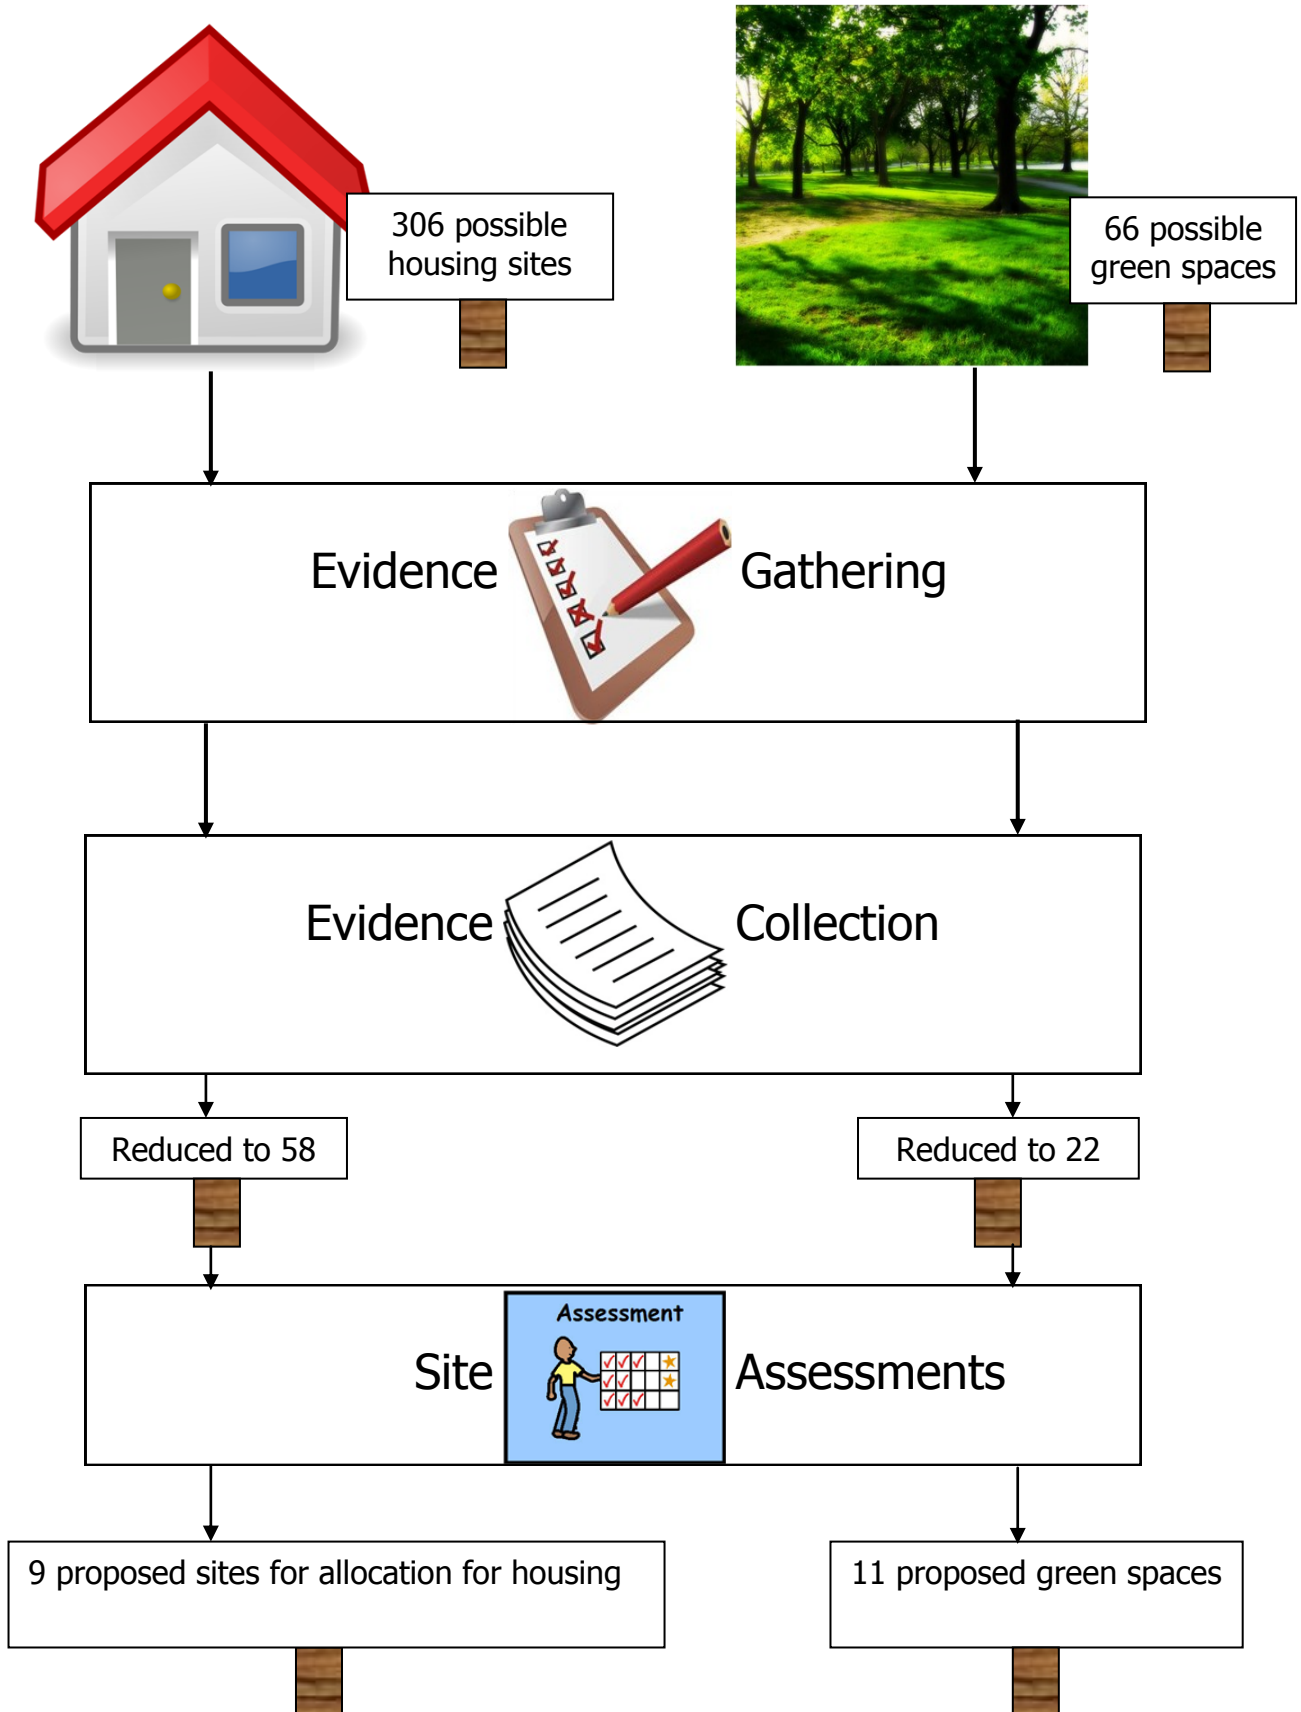 306 possible
housing sites
66 possible
green spaces
Evidence Gathering
Evidence Collection
Reduced to 58
Reduced to 22
Assessment
Site Assessments
9 proposed sites for allocation for housing
11 proposed green spaces